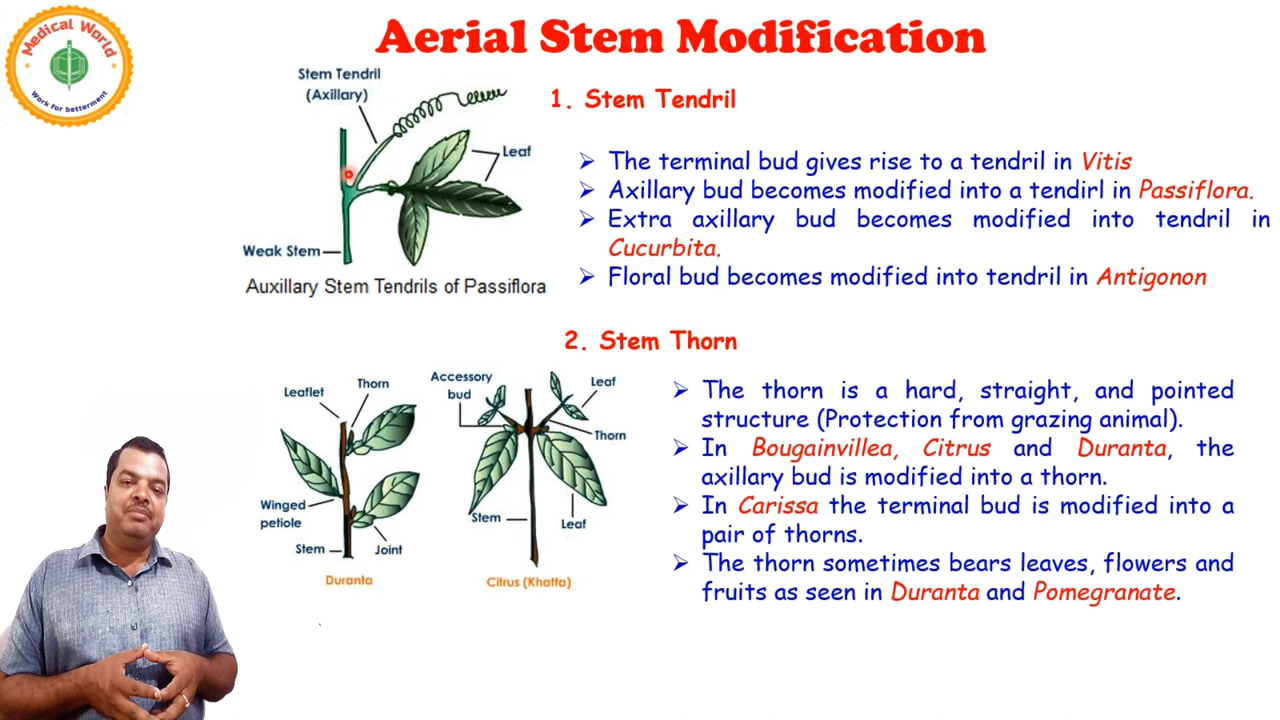 Medical World
Work for betterment
Aerial Stem Modification
Stem Tendril
(Axillary)
Leaf
Weak Stem
Auxillary Stem Tendrils of Passiflora
1. Stem Tendril
➢ The terminal bud gives rise to a tendril in Vitis
➢ Axillary bud becomes modified into a tendirl in Passiflora.
➢ Extra axillary bud becomes modified into tendril in
Cucurbita.
➢ Floral bud becomes modified into tendril in Antigonon
2. Stem Thorn
Leaflet
Thorn
Winged
petiole
Stem
Joint
Duranta
Accessory
bud
Leaf
Thorn
Stem
Leaf
Citrus (Khatta)
➢ The thorn is a hard, straight, and pointed
structure (Protection from grazing animal).
➢ In Bougainvillea, Citrus and Duranta, the
axillary bud is modified into a thorn.
➢ In Carissa the terminal bud is modified into a
pair of thorns.
➢ The thorn sometimes bears leaves, flowers and
fruits as seen in Duranta and Pomegranate.